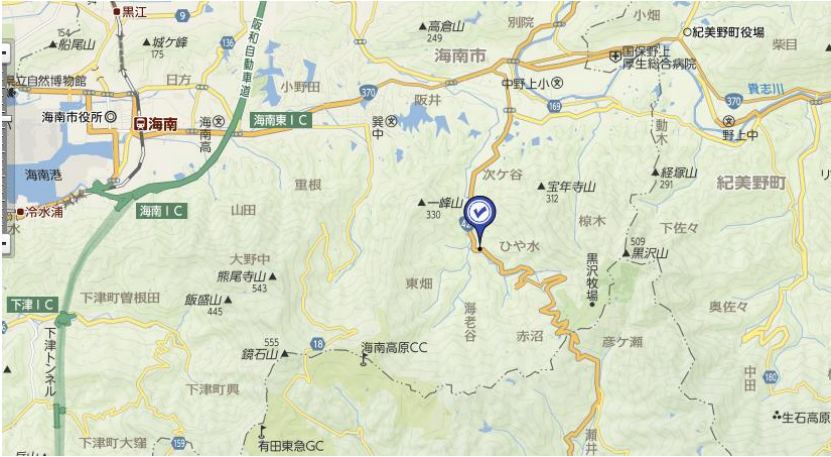 黒江
9
154
船尾山
城ケ峰
175
136
阪和自動車道
高倉山
249
別院
小畑
海南市
紀美野町役場
柴目
国保野上
厚生総合病院
県立自然博物館
日方
小野田
370
中野上小
169
阪井
貴志川
370
海南市役所
海南
海南高
海南東IC
巽中
野上中
動木
海南港
重根
次ケ谷
宝年寺山
312
経塚山
291
紀美野町
冷水浦
水
海南IC
山田
一峰山
330
ひや水
椋木
下佐々
509
黒沢山
大野中
熊尾寺山
543
東畑
黒沢牧場
下津IC
下津町曽根田
飯盛山
445
海老谷
奥佐々
下津トンネル
18
海南高原CC
赤沼
彦ケ瀬
鏡石山
555
中田
180
下津町興
生石高原
下津町大窪
159
有田東急GC
瀬井